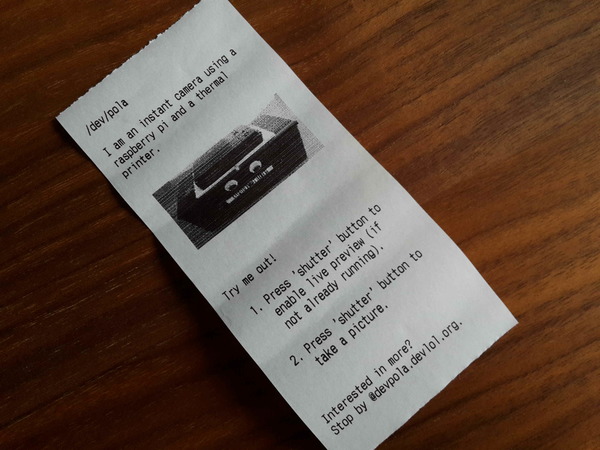 /dev/pola
I am an instant camera using a
raspberry pi and a thermal
printer.
Try me out!
1. Press 'shutter' button to
enable live preview (if
not already running).
2. Press 'shutter' button to
take a picture.
Interested in more?
Stop by @devpola.devlol.org.